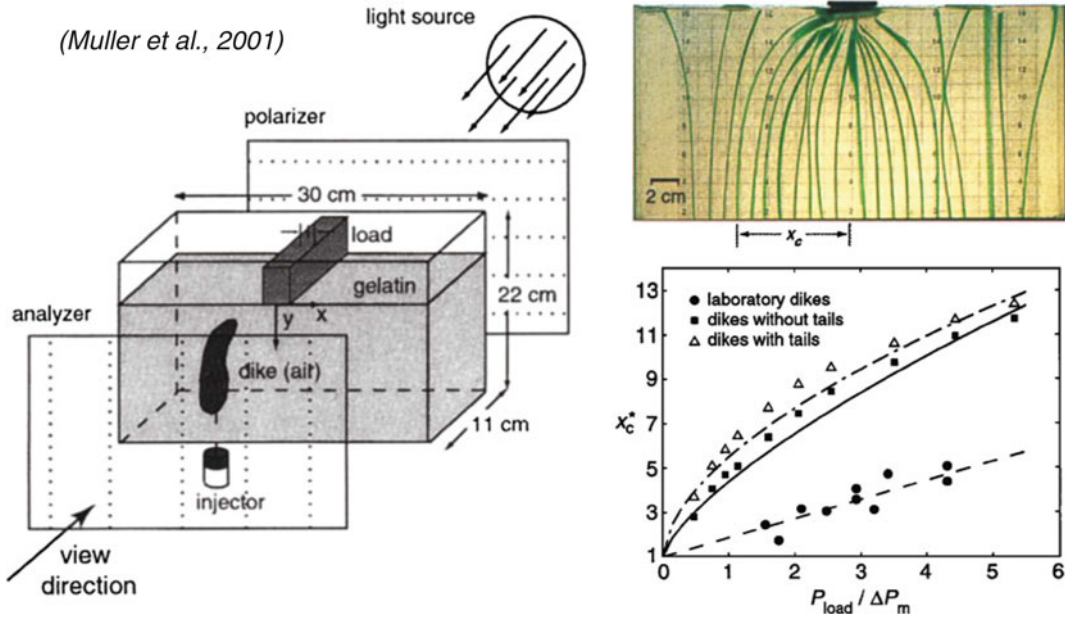 (Muller et al., 2001)
light source
polarizer
30 cm
load
gelatin
22 cm
analyzer
y
x
dike (air)
11 cm
injector
view
direction
2 cm
x_c
13
11
9
7
5
3
1
x_c^*
laboratory dikes
dikes without tails
dikes with tails
0
1
2
3
4
5
6
P_load / ΔP_m